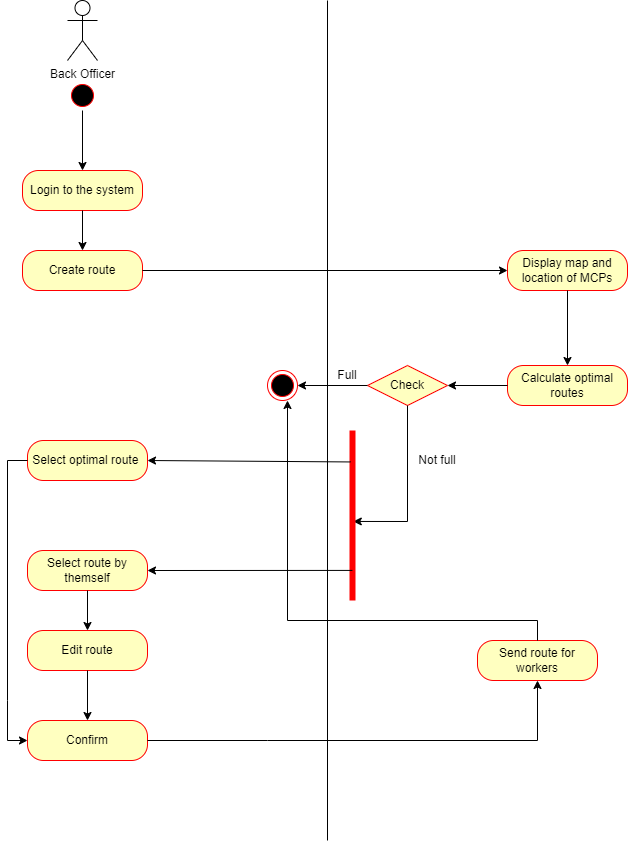 Back Officer
Login to the system
Create route
Display map and
location of MCPs
Full
Check
Calculate optimal
routes
Select optimal route
Not full
Select route by
themself
Edit route
Send route for
workers
Confirm